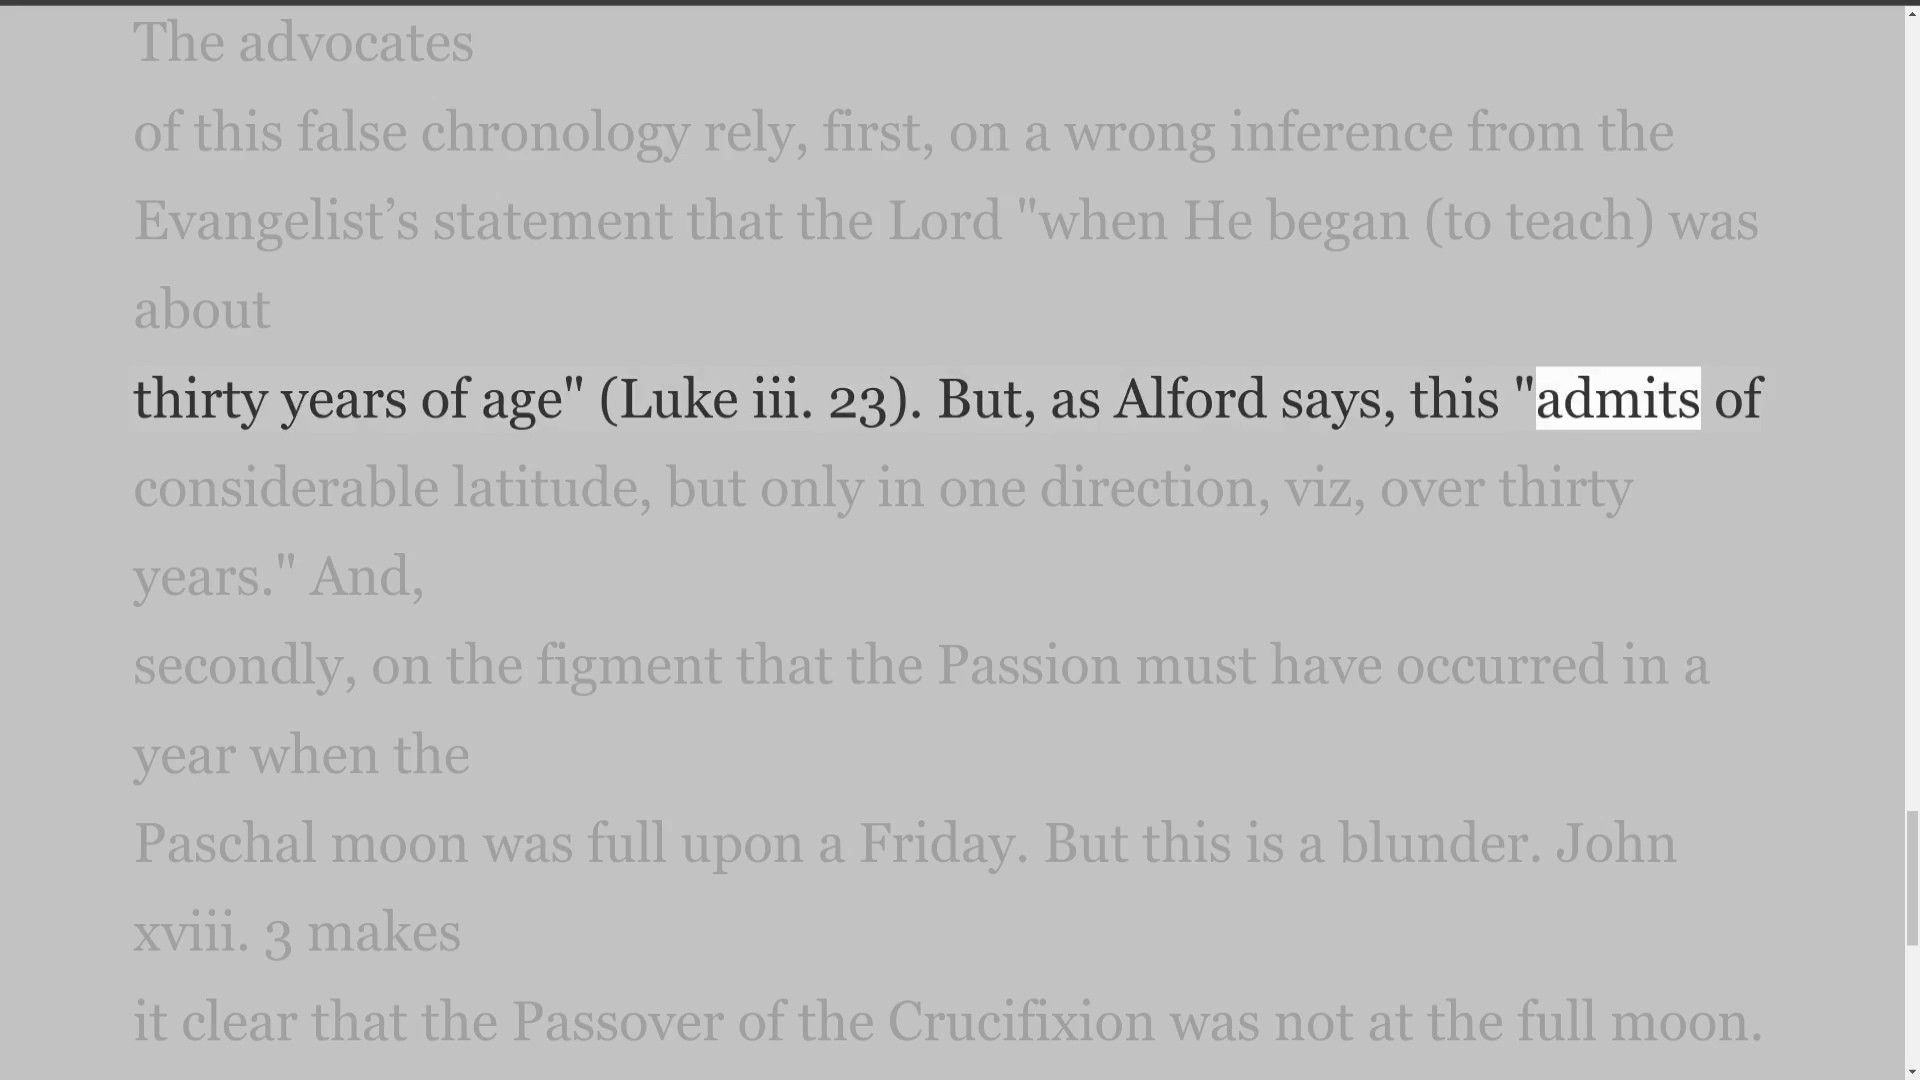 The advocates
of this false chronology rely, first, on a wrong inference from the
Evangelist’s statement that the Lord "when He began (to teach) was
about
thirty years of age" (Luke iii. 23). But, as Alford says, this "admits of
considerable latitude, but only in one direction, viz, over thirty
years." And,
secondly, on the figment that the Passion must have occurred in a
year when the
Paschal moon was full upon a Friday. But this is a blunder. John
xviii. 3 makes
it clear that the Passover of the Crucifixion was not at the full moon.